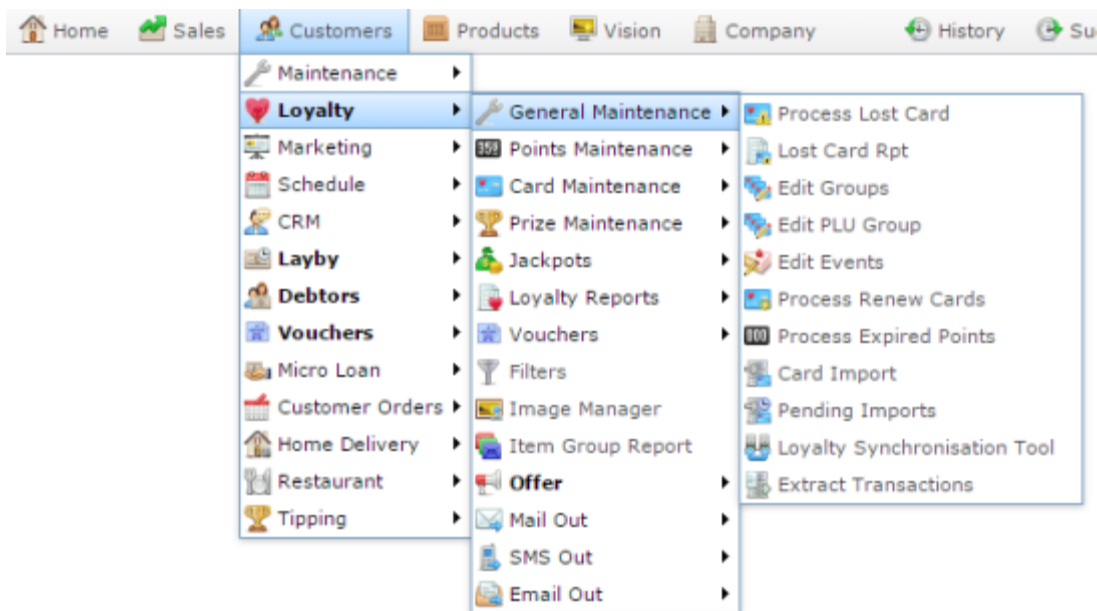 Home Sales Customers Products Vision Company History Su
Maintenance
Loyalty
Marketing
Schedule
CRM
Layby
Debtors
Vouchers
Micro Loan
Customer Orders
Home Delivery
Restaurant
Tipping
General Maintenance
Points Maintenance
Card Maintenance
Prize Maintenance
Jackpots
Loyalty Reports
Vouchers
Filters
Image Manager
Item Group Report
Offer
Mail Out
SMS Out
Email Out
Process Lost Card
Lost Card Rpt
Edit Groups
Edit PLU Group
Edit Events
Process Renew Cards
Process Expired Points
Card Import
Pending Imports
Loyalty Synchronisation Tool
Extract Transactions